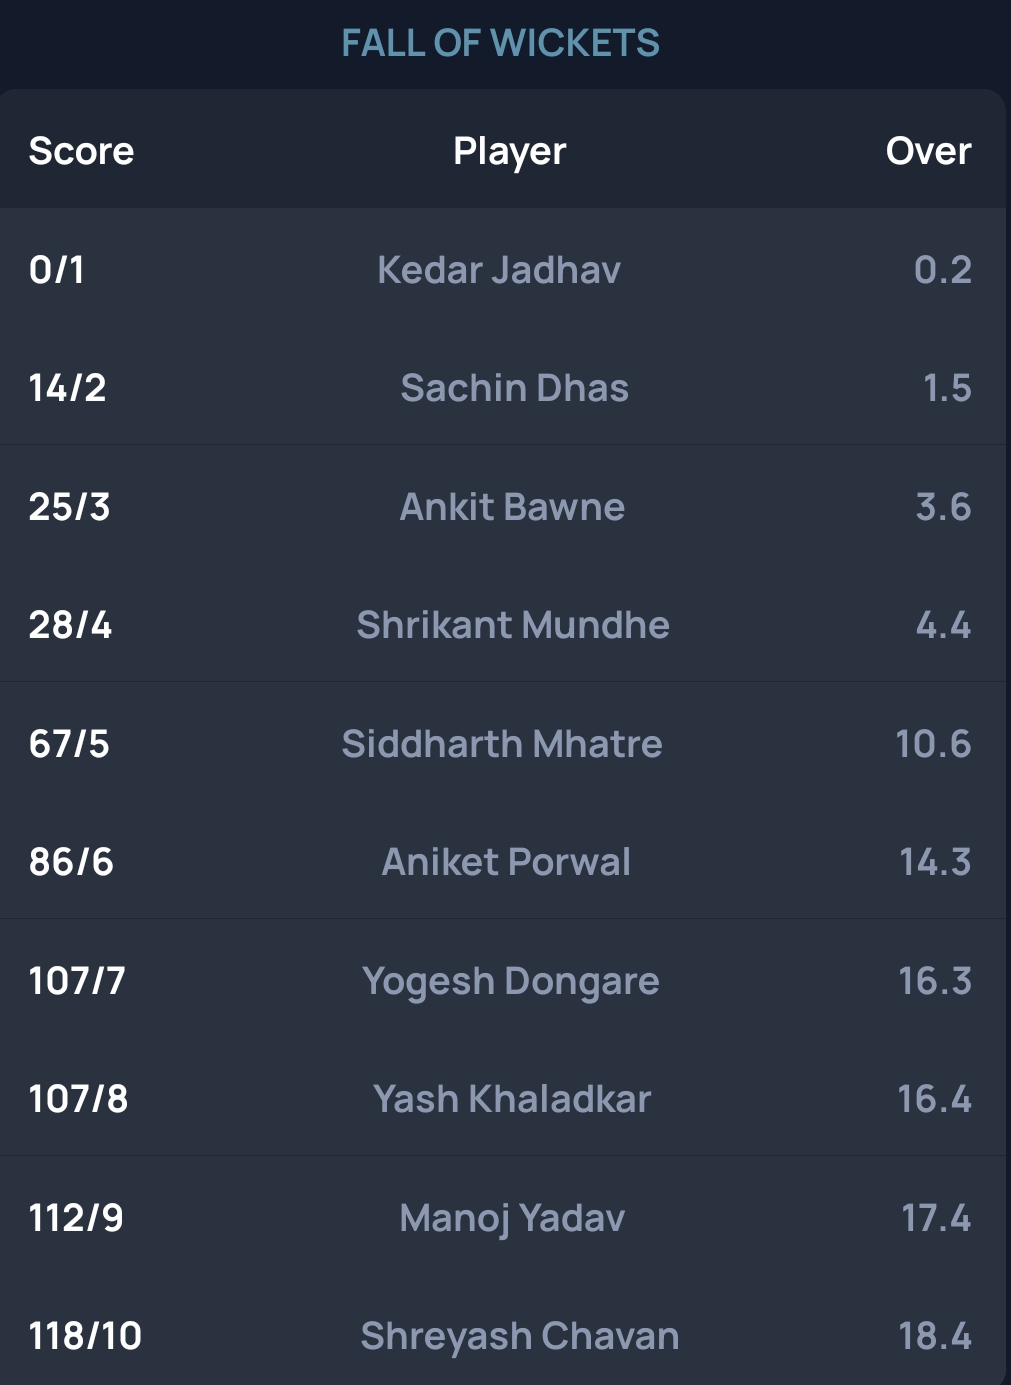 FALL OF WICKETS
Score Player Over
0/1 Kedar Jadhav 0.2
14/2 Sachin Dhas 1.5
25/3 Ankit Bawne 3.6
28/4 Shrikant Mundhe 4.4
67/5 Siddharth Mhatre 10.6
86/6 Aniket Porwal 14.3
107/7 Yogesh Dongare 16.3
107/8 Yash Khaladkar 16.4
112/9 Manoj Yadav 17.4
118/10 Shreyash Chavan 18.4